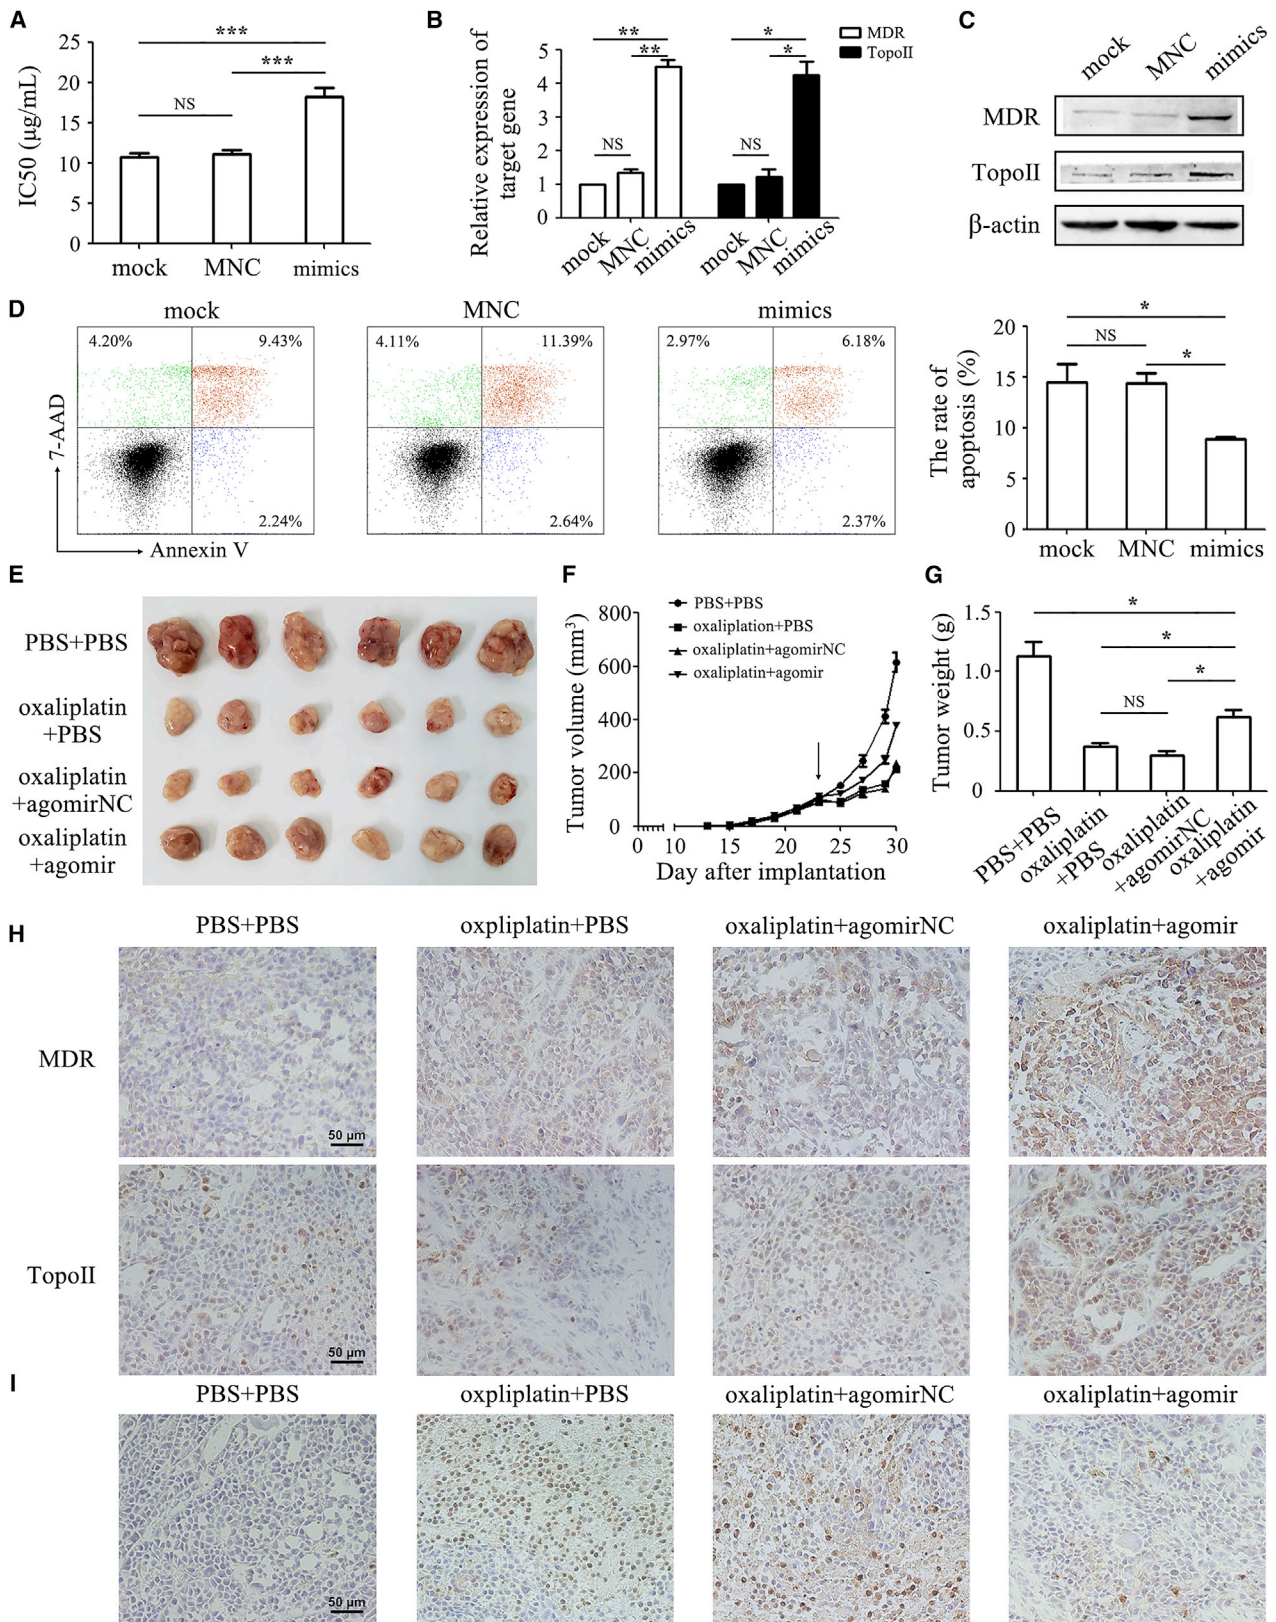 A
25
20
15
10
5
0
IC50 (μg/mL)
***
***
NS
mock
MNC
mimics
B
5
4
3
2
1
0
Relative expression of
target gene
**
**
NS
*
*
NS
MDR
TopoII
mock
MNC
mimics
mock
MNC
mimics
C
mock
MNC
mimics
MDR
TopoII
β-actin
D
mock
MNC
mimics
4.20%
9.43%
2.24%
4.11%
11.39%
2.64%
2.97%
6.18%
2.37%
7-AAD
Annexin V
20
15
10
5
0
The rate of
apoptosis (%)
*
NS
*
mock
MNC
mimics
E
PBS+PBS
oxaliplatin
+PBS
oxaliplatin
+agomirNC
oxaliplatin
+agomir
F
800
600
400
200
0
Tumor volume (mm³)
PBS+PBS
oxaliplation+PBS
oxaliplatin+agomirNC
oxaliplatin+agomir
0
10
15
20
25
30
Day after implantation
G
1.5
1.0
0.5
0
Tumor weight (g)
*
*
*
NS
PBS+PBS
oxaliplatin
+PBS
oxaliplatin
+agomirNC
oxaliplatin
+agomir
H
PBS+PBS
oxpliplatin+PBS
oxaliplatin+agomirNC
oxaliplatin+agomir
MDR
50 μm
TopoII
50 μm
I
PBS+PBS
oxpliplatin+PBS
oxaliplatin+agomirNC
oxaliplatin+agomir
50 μm